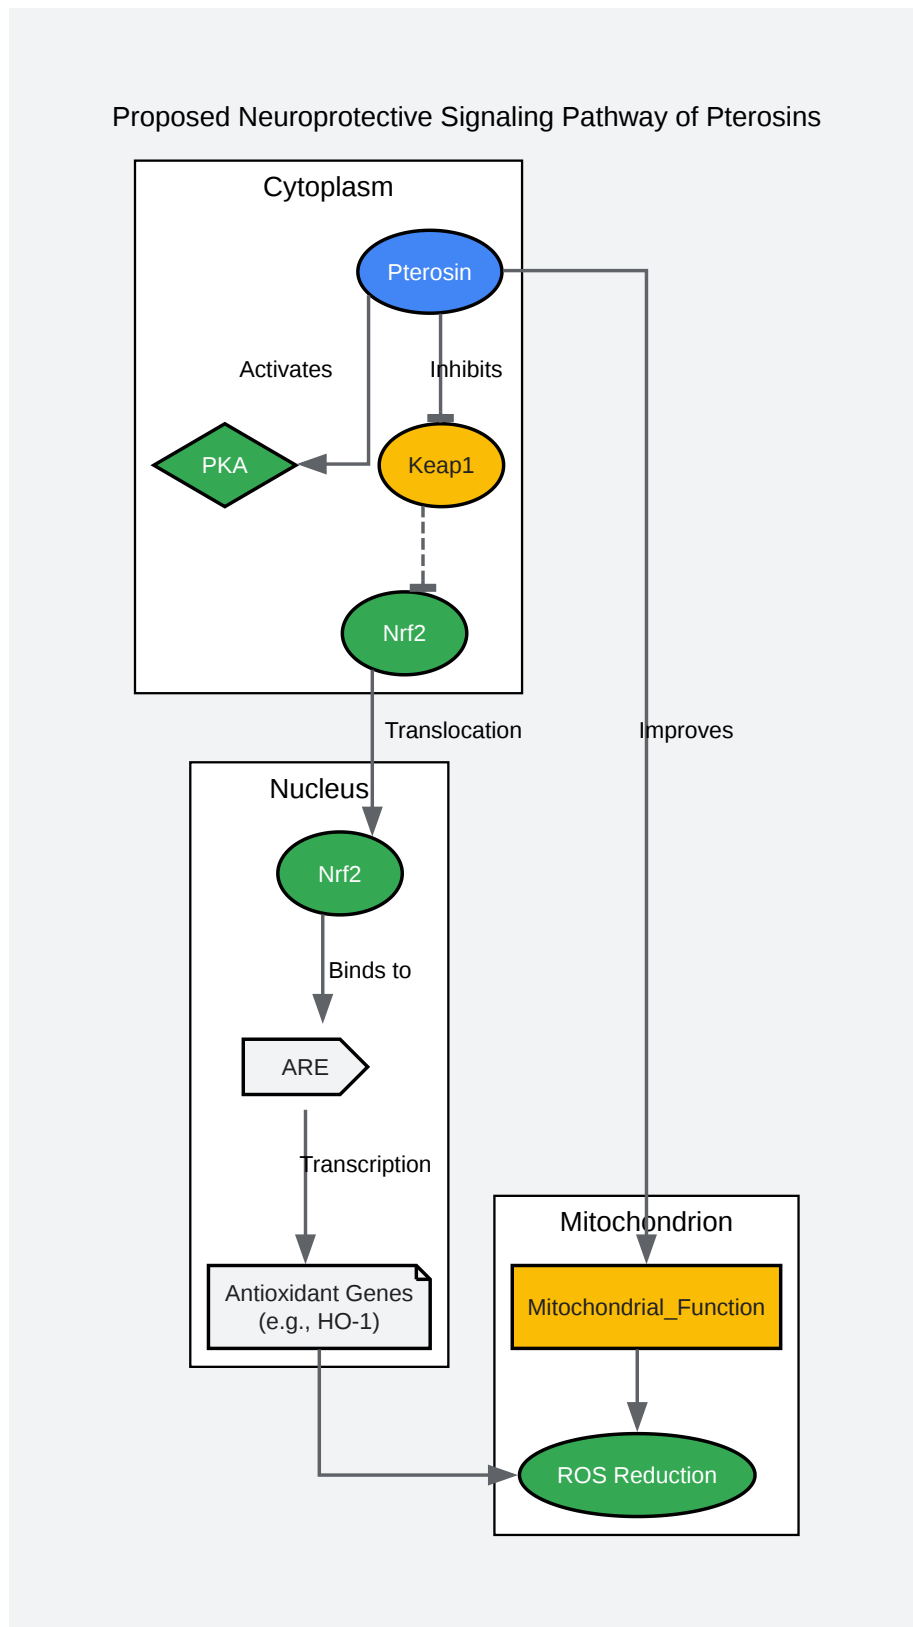 Proposed Neuroprotective Signaling Pathway of Pterosins
Cytoplasm
Pterosin
Activates
Inhibits
PKA
Keap1
Nrf2
Translocation
Improves
Nucleus
Nrf2
Binds to
ARE
Transcription
Mitochondrion
Antioxidant Genes
(e.g., HO-1)
Mitochondrial_Function
ROS Reduction